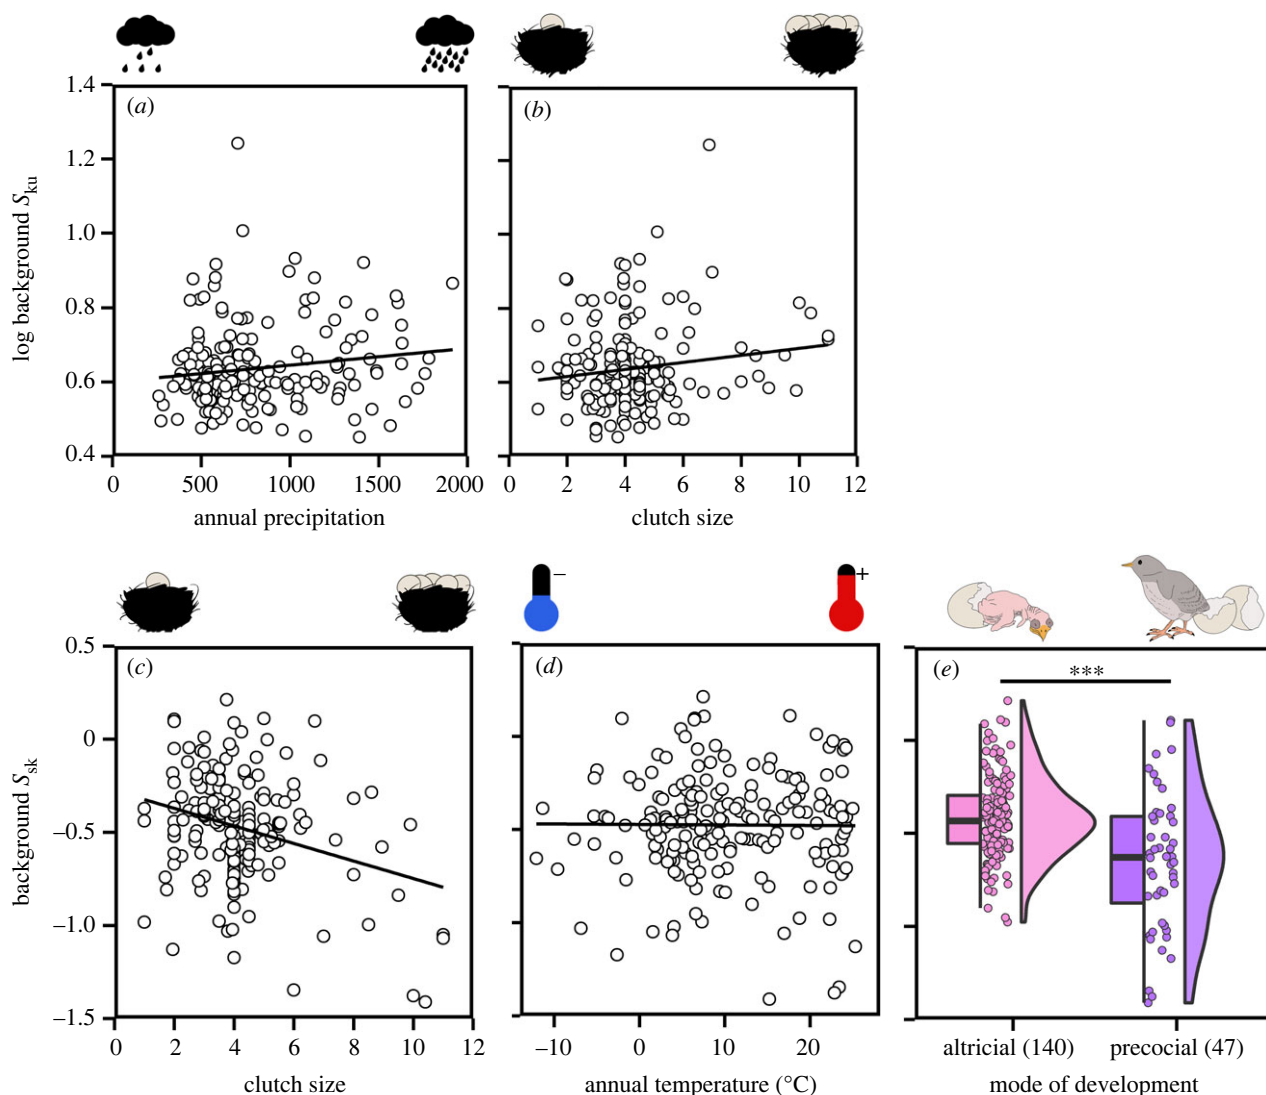 (a)
(b)
1.4
1.2
1.0
0.8
0.6
0.4
log background Sku
0 500 1000 1500 2000
0 2 4 6 8 10 12
annual precipitation
clutch size
– +
0.5
0
–0.5
–1.0
–1.5
background Ssk
(c)
(d)
(e)
***
0 2 4 6 8 10 12
–10 0 10 20
altricial (140) precocial (47)
clutch size
annual temperature (°C)
mode of development